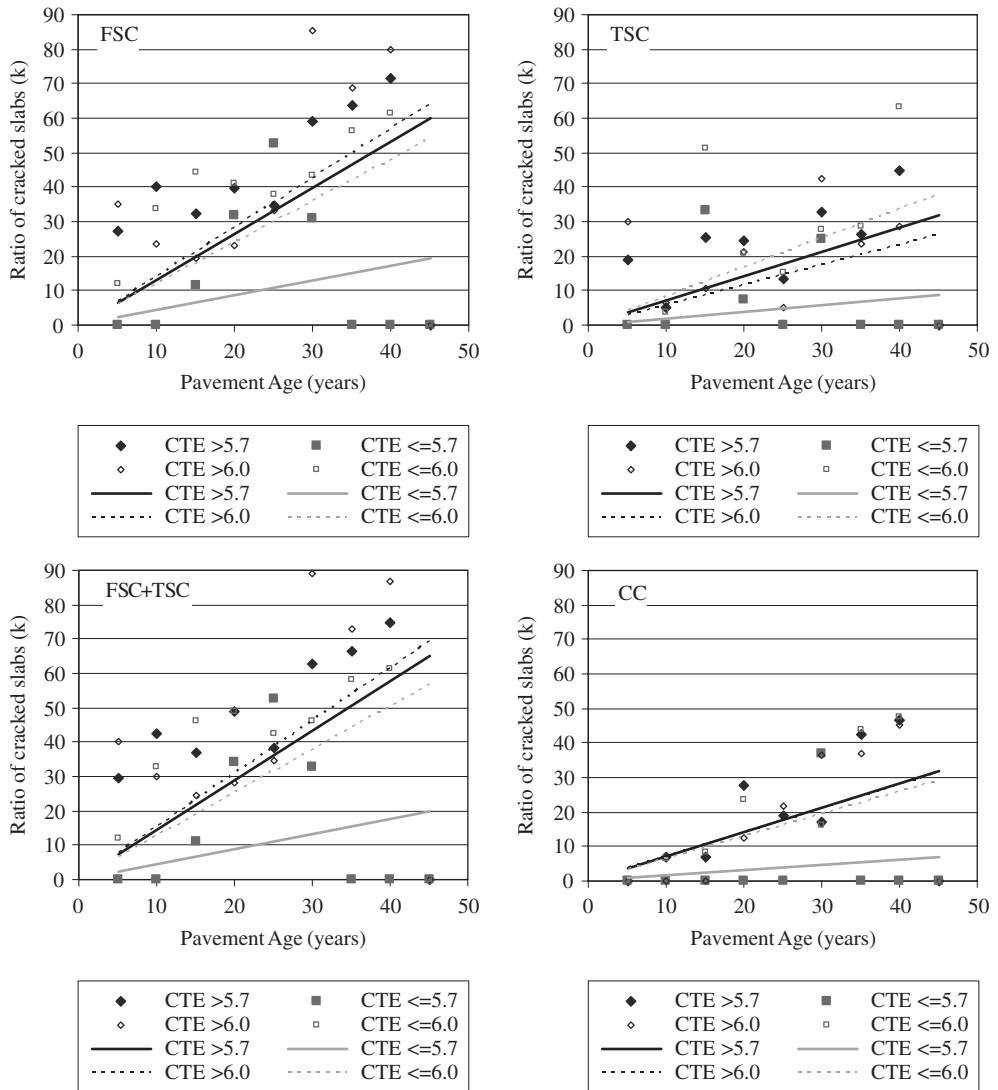 FSC
Ratio of cracked slabs (k)
90
80
70
60
50
40
30
20
10
0
0 10 20 30 40 50
Pavement Age (years)
CTE >5.7 CTE <=5.7
CTE >6.0 CTE <=6.0
CTE >5.7 CTE <=5.7
CTE >6.0 CTE <=6.0
TSC
Ratio of cracked slabs (k)
90
80
70
60
50
40
30
20
10
0
0 10 20 30 40 50
Pavement Age (years)
CTE >5.7 CTE <=5.7
CTE >6.0 CTE <=6.0
CTE >5.7 CTE <=5.7
CTE >6.0 CTE <=6.0
FSC+TSC
Ratio of cracked slabs (k)
90
80
70
60
50
40
30
20
10
0
0 10 20 30 40 50
Pavement Age (years)
CTE >5.7 CTE <=5.7
CTE >6.0 CTE <=6.0
CTE >5.7 CTE <=5.7
CTE >6.0 CTE <=6.0
CC
Ratio of cracked slabs (k)
90
80
70
60
50
40
30
20
10
0
0 10 20 30 40 50
Pavement Age (years)
CTE >5.7 CTE <=5.7
CTE >6.0 CTE <=6.0
CTE >5.7 CTE <=5.7
CTE >6.0 CTE <=6.0